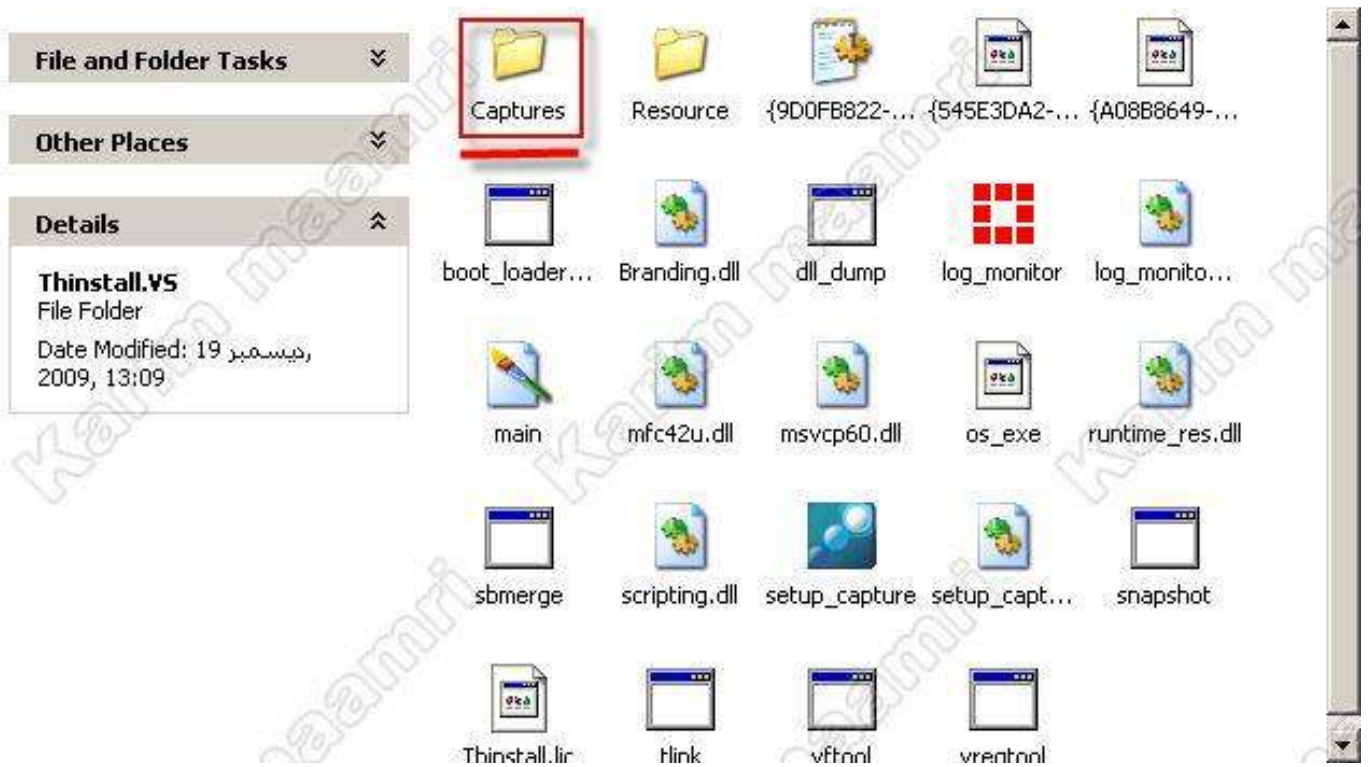 File and Folder Tasks
Other Places
Details
Thinstall.VS
File Folder
Date Modified: 19 ديسمبر,
2009, 13:09
Captures
Resource
{9D0FB822-...
{545E3DA2-...
{A08B8649-...
boot_loader...
Branding.dll
dll_dump
log_monitor
log_monito...
main
mfc42u.dll
msvcp60.dll
os_exe
runtime_res.dll
sbmerge
scripting.dll
setup_capture
setup_capt...
snapshot
Thinstall.lic
tlink
vftool
vregtool
Karim maamri